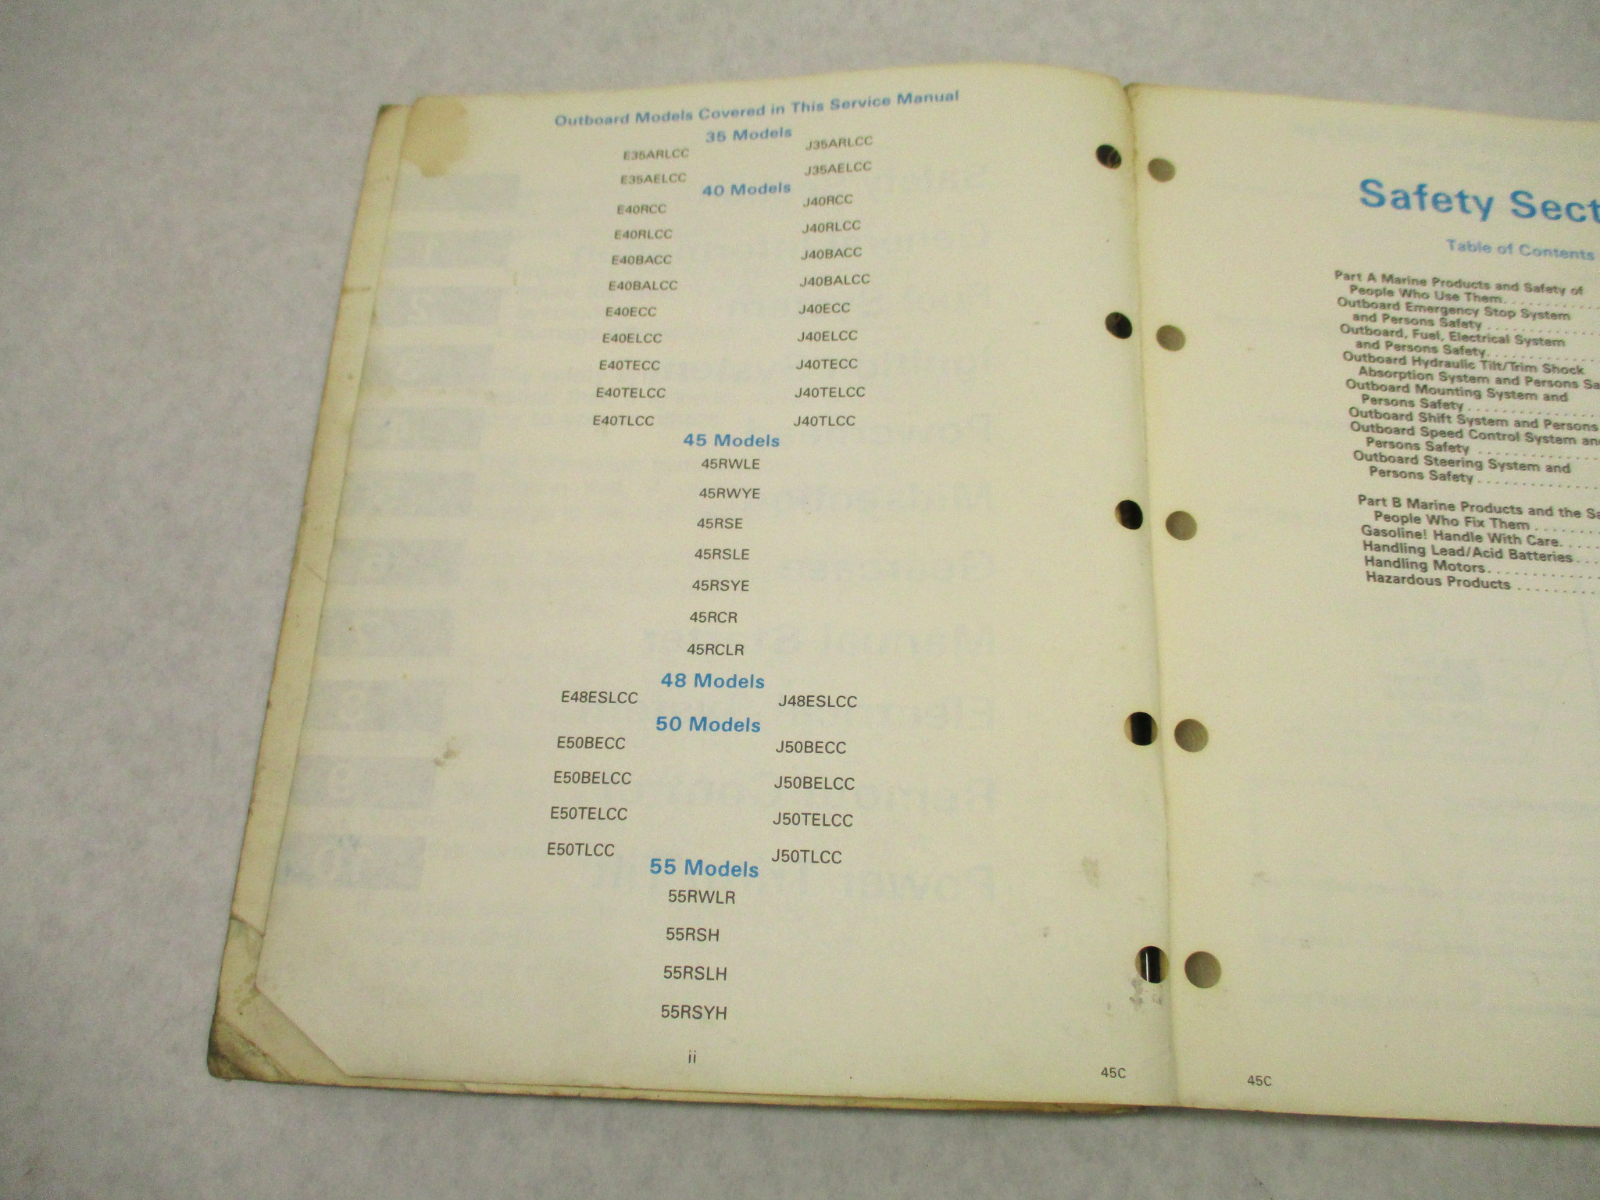 Outboard Models Covered in This Service Manual
35 Models
E35ARLCC J35ARLCC
E35AELCC J35AELCC
40 Models
E40RCC J40RCC
E40RLCC J40RLCC
E40BACC J40BACC
E40BALCC J40BALCC
E40ECC J40ECC
E40ELCC J40ELCC
E40TECC J40TECC
E40TELCC J40TELCC
E40TLCC J40TLCC
45 Models
45RWLE
45RWYE
45RSE
45RSLE
45RSYE
45RCR
45RCLR
48 Models
E48ESLCC J48ESLCC
50 Models
E50BECC J50BECC
E50BELCC J50BELCC
E50TELCC J50TELCC
E50TLCC J50TLCC
55 Models
55RWLR
55RSH
55RSLH
55RSYH
ii
45C
Safety Sect
Table of Contents
Part A Marine Products and Safety of
People Who Use Them. . . . . . . . . . .
Outboard Emergency Stop System
and Persons Safety . . . . . . . . . . . .
Outboard, Fuel, Electrical System
and Persons Safety. . . . . . . . . . . .
Outboard Hydraulic Tilt/Trim Shock
Absorption System and Persons Sa
Outboard Mounting System and
Persons Safety . . . . . . . . . . . . .
Outboard Shift System and Persons
Outboard Speed Control System an
Persons Safety . . . . . . . . . . . . .
Outboard Steering System and
Persons Safety . . . . . . . . . . . . .
Part B Marine Products and the Sa
People Who Fix Them . . . . . . .
Gasoline! Handle With Care. . . . .
Handling Lead/Acid Batteries . . .
Handling Motors. . . . . . . . . . . .
Hazardous Products . . . . . . . . .
45C